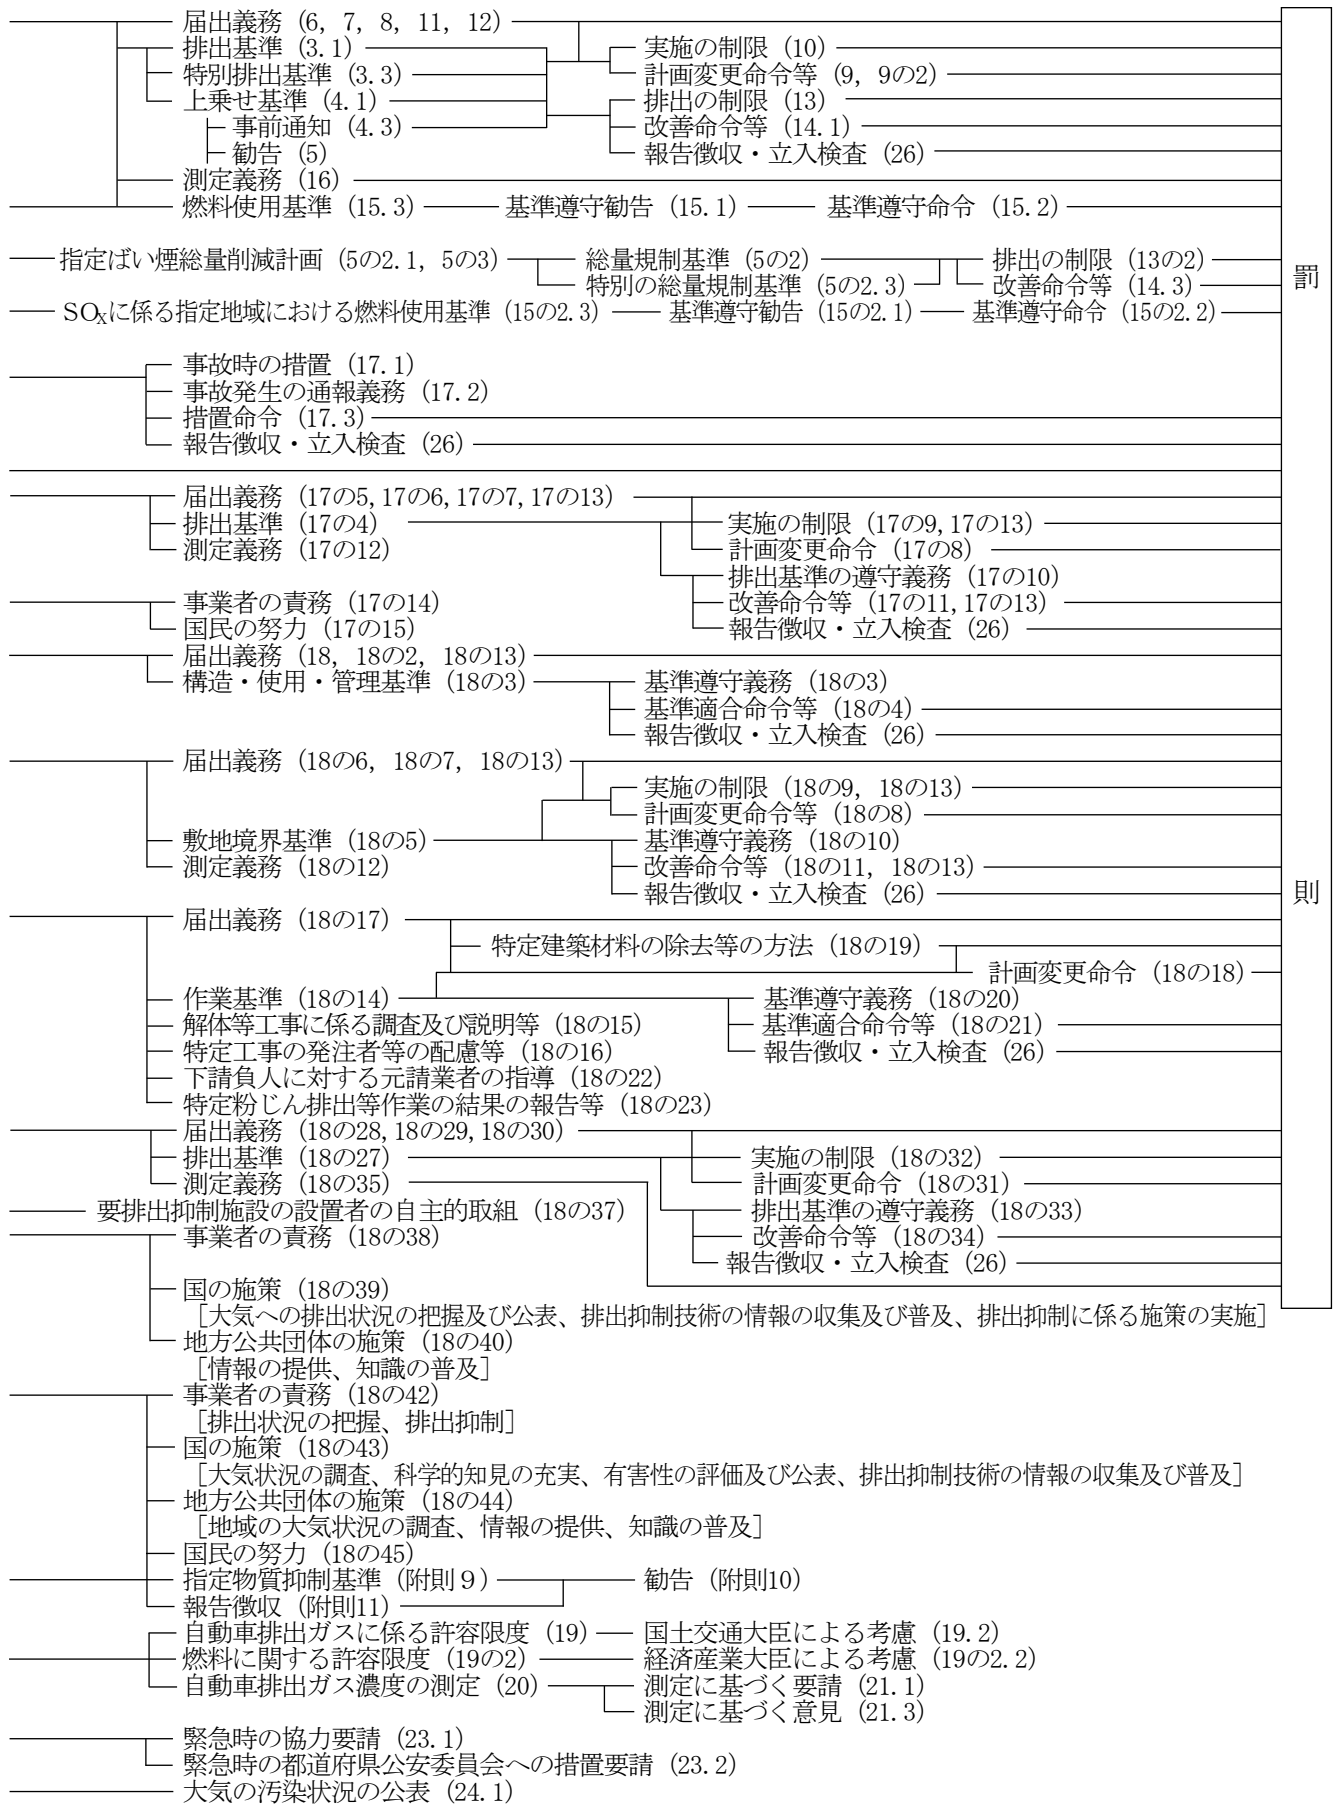 届出義務（6，7，8，11，12）
排出基準（3.1） 実施の制限（10）
特別排出基準（3.3） 計画変更命令等（9，9の2）
上乗せ基準（4.1） 排出の制限（13）
事前通知（4.3） 改善命令等（14.1）
勧告（5） 報告徴収・立入検査（26）
測定義務（16）
燃料使用基準（15.3） 基準遵守勧告（15.1） 基準遵守命令（15.2）
指定ばい煙総量削減計画（5の2.1，5の3） 総量規制基準（5の2） 排出の制限（13の2）
特別の総量規制基準（5の2.3） 改善命令等（14.3）
SOxに係る指定地域における燃料使用基準（15の2.3） 基準遵守勧告（15の2.1） 基準遵守命令（15の2.2）
事故時の措置（17.1）
事故発生の通報義務（17.2）
措置命令（17.3）
報告徴収・立入検査（26）
届出義務（17の5,17の6,17の7,17の13）
排出基準（17の4） 実施の制限（17の9,17の13）
測定義務（17の12） 計画変更命令（17の8）
排出基準の遵守義務（17の10）
事業者の責務（17の14） 改善命令等（17の11,17の13）
国民の努力（17の15） 報告徴収・立入検査（26）
届出義務（18，18の2，18の13）
構造・使用・管理基準（18の3） 基準遵守義務（18の3）
基準適合命令等（18の4）
報告徴収・立入検査（26）
届出義務（18の6，18の7，18の13）
実施の制限（18の9，18の13）
計画変更命令等（18の8）
敷地境界基準（18の5） 基準遵守義務（18の10）
測定義務（18の12） 改善命令等（18の11，18の13）
報告徴収・立入検査（26）
届出義務（18の17）
特定建築材料の除去等の方法（18の19）
計画変更命令（18の18）
作業基準（18の14） 基準遵守義務（18の20）
解体等工事に係る調査及び説明等（18の15） 基準適合命令等（18の21）
特定工事の発注者等の配慮等（18の16） 報告徴収・立入検査（26）
下請負人に対する元請業者の指導（18の22）
特定粉じん排出等作業の結果の報告等（18の23）
届出義務（18の28,18の29,18の30）
排出基準（18の27） 実施の制限（18の32）
測定義務（18の35） 計画変更命令（18の31）
要排出抑制施設の設置者の自主的取組（18の37） 排出基準の遵守義務（18の33）
事業者の責務（18の38） 改善命令等（18の34）
報告徴収・立入検査（26）
国の施策（18の39）
［大気への排出状況の把握及び公表、排出抑制技術の情報の収集及び普及、排出抑制に係る施策の実施］
地方公共団体の施策（18の40）
［情報の提供、知識の普及］
事業者の責務（18の42）
［排出状況の把握、排出抑制］
国の施策（18の43）
［大気状況の調査、科学的知見の充実、有害性の評価及び公表、排出抑制技術の情報の収集及び普及］
地方公共団体の施策（18の44）
［地域の大気状況の調査、情報の提供、知識の普及］
国民の努力（18の45）
指定物質抑制基準（附則９） 勧告（附則10）
報告徴収（附則11）
自動車排出ガスに係る許容限度（19） 国土交通大臣による考慮（19.2）
燃料に関する許容限度（19の2） 経済産業大臣による考慮（19の2.2）
自動車排出ガス濃度の測定（20） 測定に基づく要請（21.1）
測定に基づく意見（21.3）
緊急時の協力要請（23.1）
緊急時の都道府県公安委員会への措置要請（23.2）
大気の汚染状況の公表（24.1）
罰
則